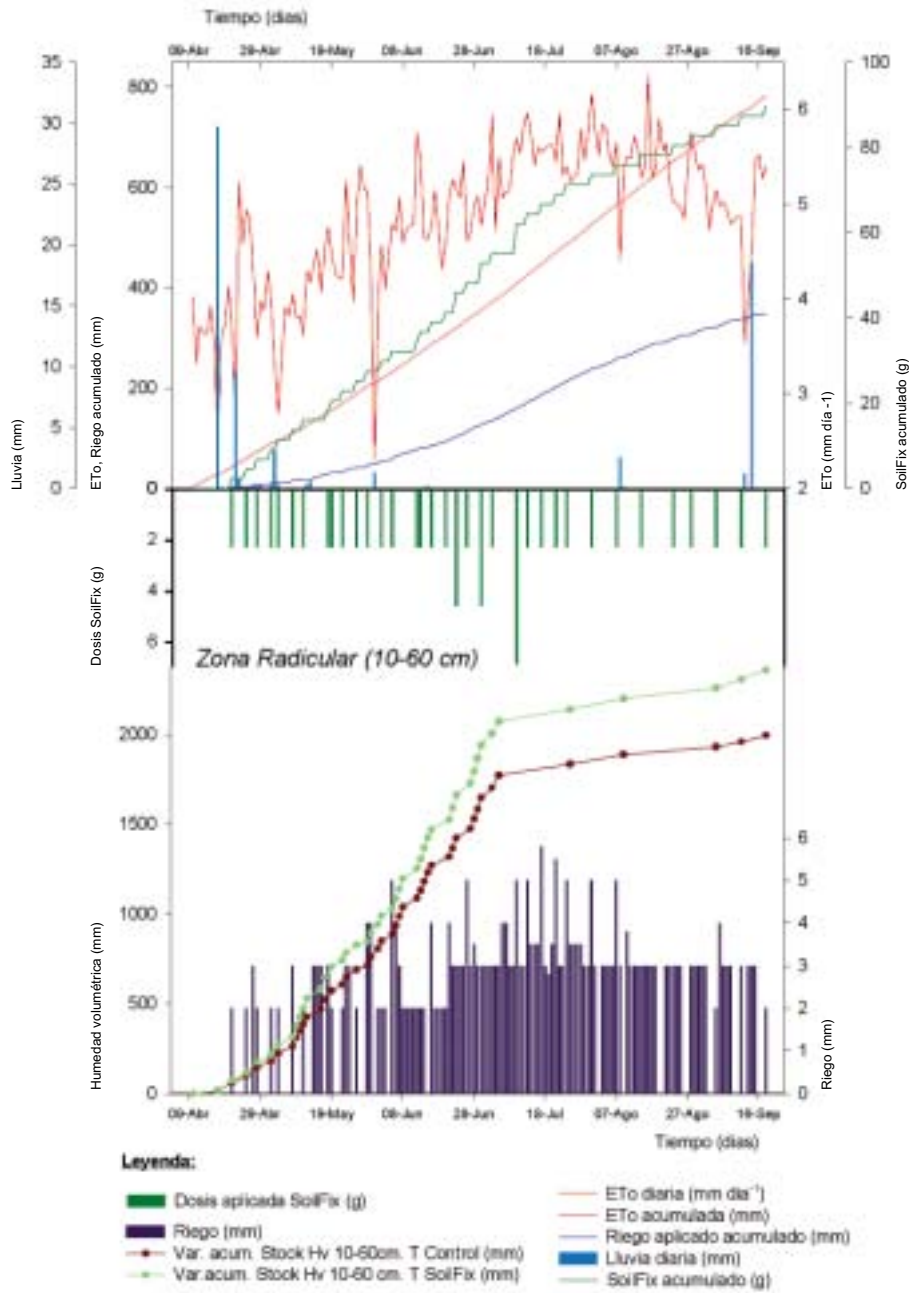 Tiempo (días)
09-Abr 29-Abr 19-May 08-Jun 28-Jun 18-Jul 07-Ago 27-Ago 16-Sep
35 800 6 100
30 80
25 600 5
20 60
15 400 4 40
10 200 3 20
5
0 0 2 0
Lluvia (mm)
ETo, Riego acumulado (mm)
ETo (mm día -1)
SoilFix acumulado (g)
2
4
6
Dosis SoilFix (g)
Zona Radicular (10-60 cm)
2000
1500 6
5
1000 4
3
500 2
1
0 0
Humedad volumétrica (mm)
Riego (mm)
09-Abr 29-Abr 19-May 08-Jun 28-Jun 18-Jul 07-Ago 27-Ago 16-Sep
Tiempo (días)
Leyenda:
Dosis aplicada SoilFix (g)
Riego (mm)
Var. acum. Stock Hv 10-60cm. T Control (mm)
Var.acum. Stock Hv 10-60 cm. T SoilFix (mm)
ETo diaria (mm dia⁻¹)
ETo acumulada (mm)
Riego aplicado acumulado (mm)
Lluvia diaria (mm)
SoilFix acumulado (g)